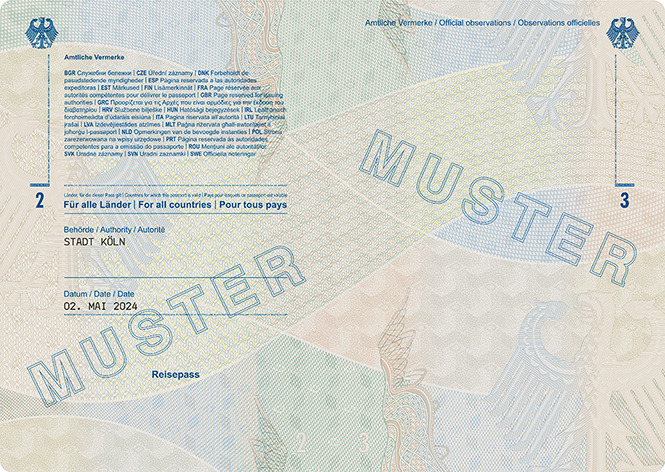 Amtliche Vermerke / Official observations / Observations officielles
Amtliche Vermerke
BGR Служебни бележки | CZE Úřední záznamy | DNK Forbeholdt de
passudstedende myndigheder | ESP Página reservada a las autoridades
expeditoras | EST Märkused | FIN Lisämerkinnät | FRA Page réservée aux
autorités compétentes pour délivrer le passeport | GBR Page reserved for issuing
authorities | GRC Προορίζεται για τις Αρχές που είναι αρμόδιες για την έκδοση του
διαβατηρίου | HRV Službene bilješke | HUN Hatósági bejegyzések | IRL Leathanach
forchoimeádta d'údaráis eisiúna | ITA Pagina riservata all'autorità | LTU Tarnybiniai
įrašai | LVA Izdevējiestādes atzīmes | MLT Paġna riżervata għall-awtoritajiet li
joħorġu l-passaport | NLD Opmerkingen van de bevoegde instanties | POL Strona
zarezerwowana na wpisy urzędowe | PRT Página reservada às autoridades
competentes para a emissão do passaporte | ROU Mențiuni ale autorităților
SVK Úradné záznamy | SVN Uradni zaznamki | SWE Officiella noteringar
2
3
Länder, für die dieser Pass gilt / Countries for which this passport is valid / Pays pour lesquels ce passeport est valable
Für alle Länder | For all countries | Pour tous pays
Behörde / Authority / Autorité
STADT KÖLN
Datum / Date / Date
02. MAI 2024
MUSTER
MUSTER
Reisepass
2 - 3